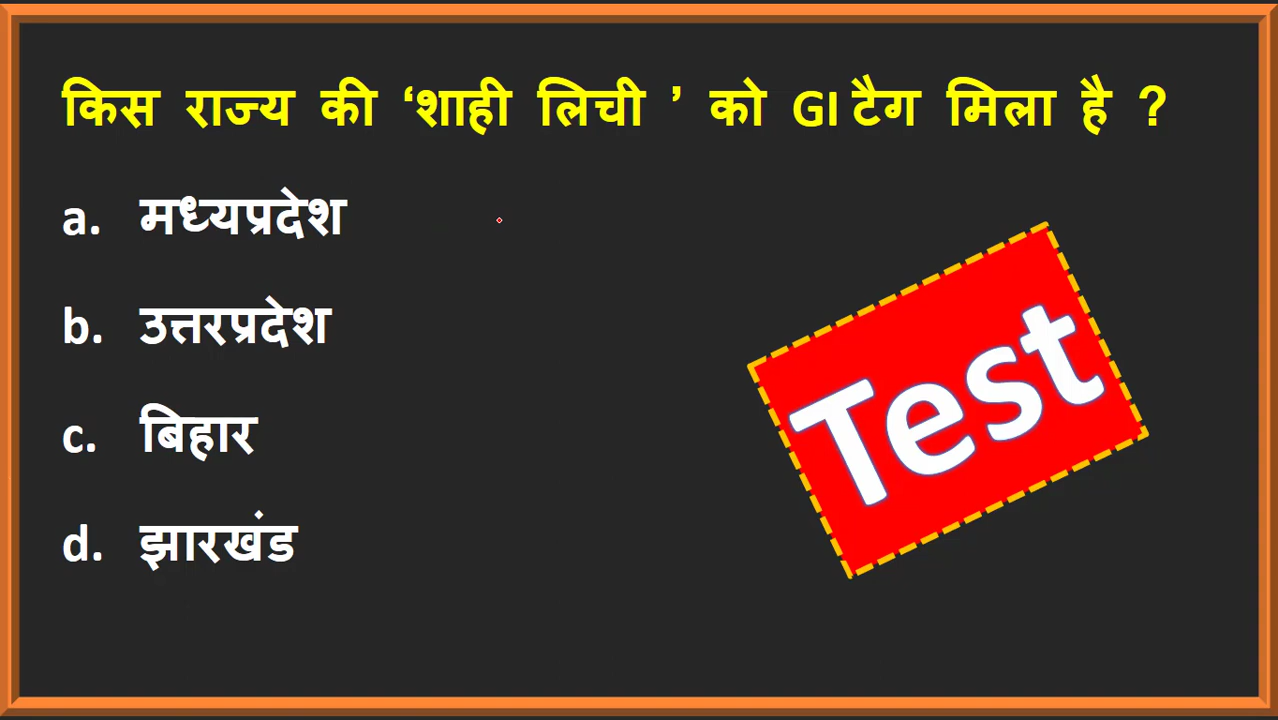 किस राज्य की ‘शाही लिची ’ को GI टैग मिला है ?
a. मध्यप्रदेश
b. उत्तरप्रदेश
c. बिहार
d. झारखंड
Test